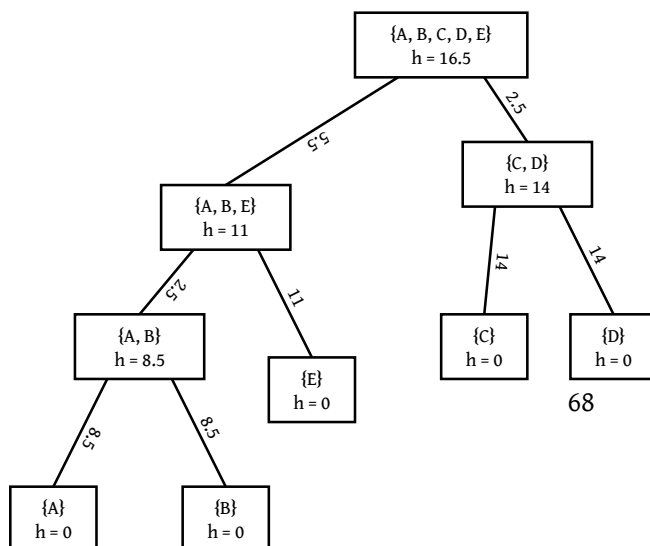 {A, B, C, D, E}
h = 16.5
5.5
2.5
{C, D}
h = 14
{A, B, E}
h = 11
14
14
2.5
11
{A, B}
h = 8.5
{C}
h = 0
{D}
h = 0
{E}
h = 0
68
8.5
8.5
{A}
h = 0
{B}
h = 0